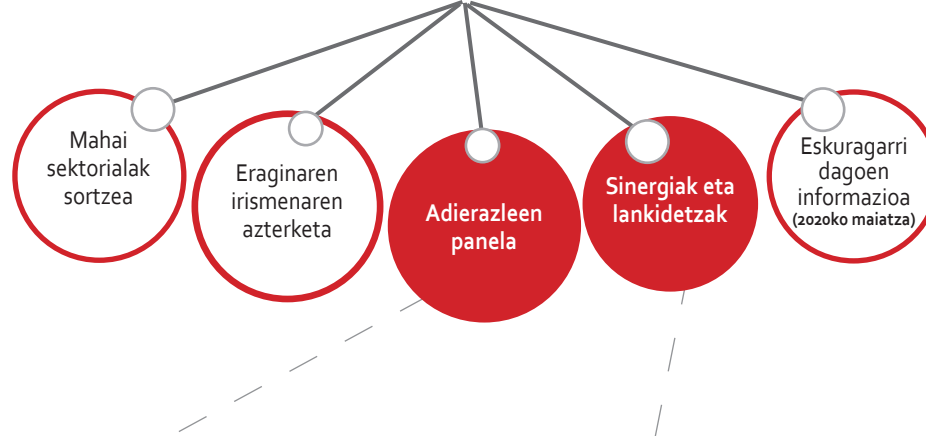 Mahai
sektorialak
sortzea
Eraginaren
irismenaren
azterketa
Adierazleen
panela
Sinergiak eta
lankidetzak
Eskuragarri
dagoen
informazioa
(2020ko maiatza)